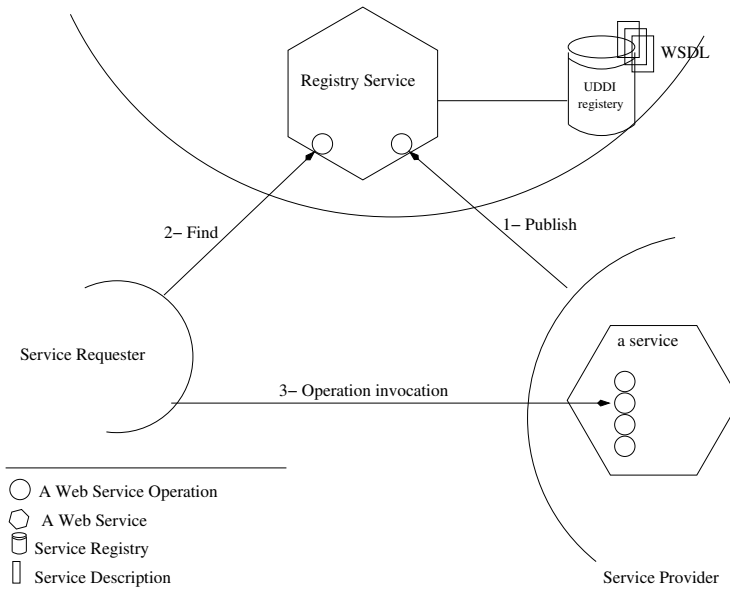 Registry Service
UDDI
registery
WSDL
2− Find
1− Publish
Service Requester
a service
3− Operation invocation
A Web Service Operation
A Web Service
Service Registry
Service Description
Service Provider